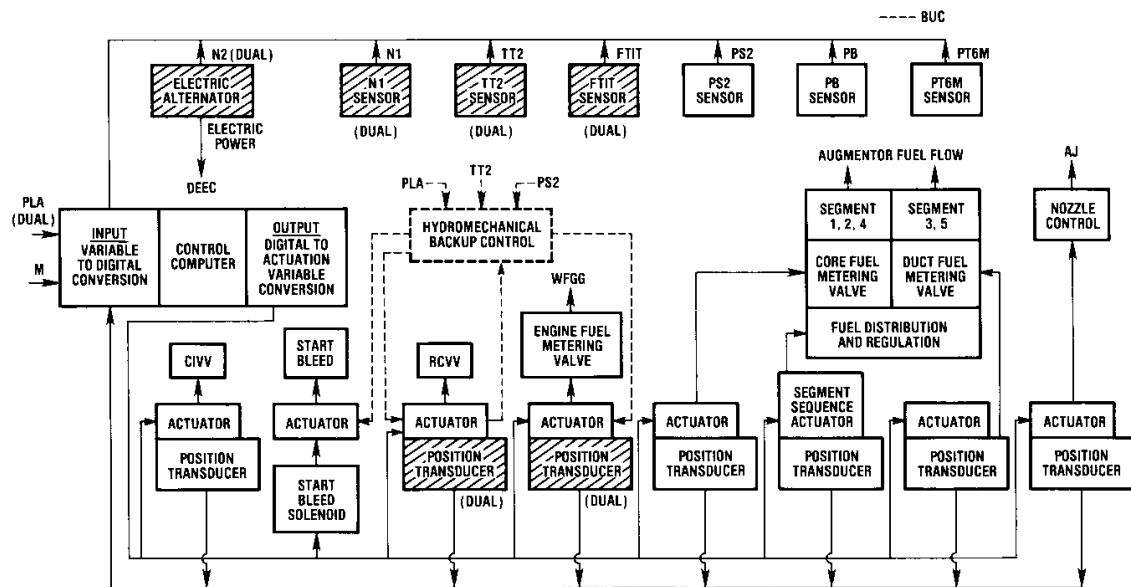 BUC
N2 (DUAL)
N1
TT2
FTIT
PS2
PB
PT6M
ELECTRIC
ALTERNATOR
N1
SENSOR
TT2
SENSOR
FTIT
SENSOR
PS2
SENSOR
PB
SENSOR
PT6M
SENSOR
(DUAL)
(DUAL)
(DUAL)
ELECTRIC
POWER
DEEC
PLA
(DUAL)
M
INPUT
VARIABLE
TO DIGITAL
CONVERSION
CONTROL
COMPUTER
OUTPUT
DIGITAL TO
ACTUATION
VARIABLE
CONVERSION
PLA
TT2
PS2
HYDROMECHANICAL
BACKUP CONTROL
AUGMENTOR FUEL FLOW
SEGMENT
1, 2, 4
SEGMENT
3, 5
CORE FUEL
METERING
VALVE
DUCT FUEL
METERING
VALVE
FUEL DISTRIBUTION
AND REGULATION
AJ
NOZZLE
CONTROL
WFGG
ENGINE FUEL
METERING
VALVE
CIVV
START
BLEED
RCVV
ACTUATOR
POSITION
TRANSDUCER
ACTUATOR
START
BLEED
SOLENOID
ACTUATOR
POSITION
TRANSDUCER
(DUAL)
ACTUATOR
POSITION
TRANSDUCER
(DUAL)
ACTUATOR
POSITION
TRANSDUCER
SEGMENT
SEQUENCE
ACTUATOR
POSITION
TRANSDUCER
ACTUATOR
POSITION
TRANSDUCER
ACTUATOR
POSITION
TRANSDUCER